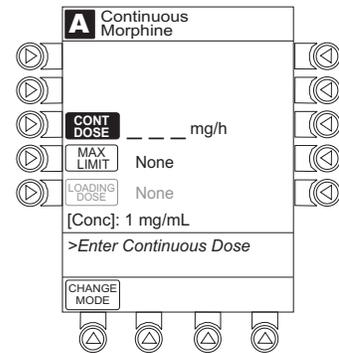 A Continuous
Morphine
CONT
DOSE _ _ _ mg/h
MAX
LIMIT None
LOADING
DOSE None
[Conc]: 1 mg/mL
>Enter Continuous Dose
CHANGE
MODE